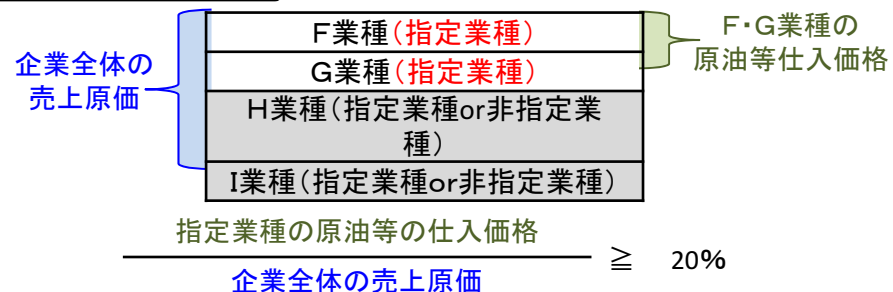 F業種(指定業種)
G業種(指定業種)
H業種(指定業種or非指定業
種)
I業種(指定業種or非指定業種)
企業全体の
売上原価
F・G業種の
原油等仕入価格
指定業種の原油等の仕入価格
企業全体の売上原価
≧ 20%